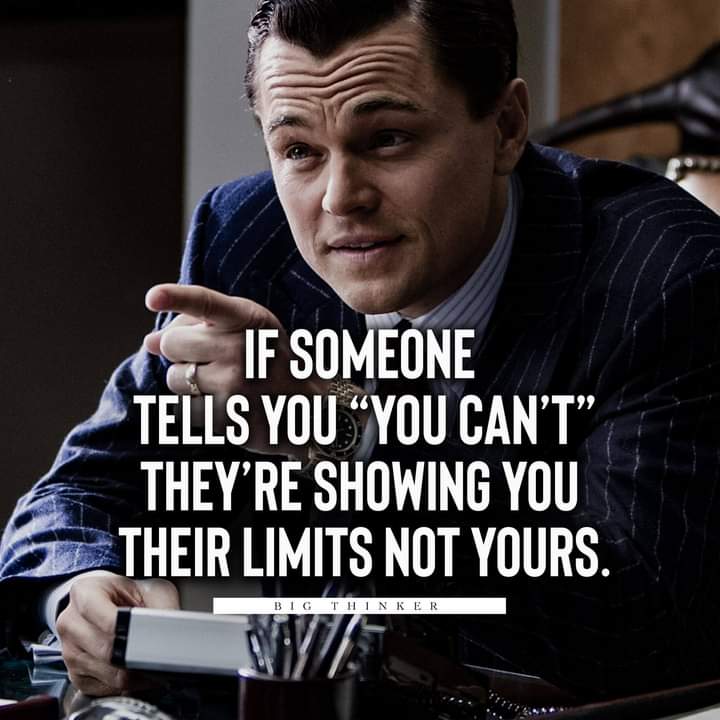 IF SOMEONE
TELLS YOU “YOU CAN’T”
THEY’RE SHOWING YOU
THEIR LIMITS NOT YOURS.
BIG THINKER